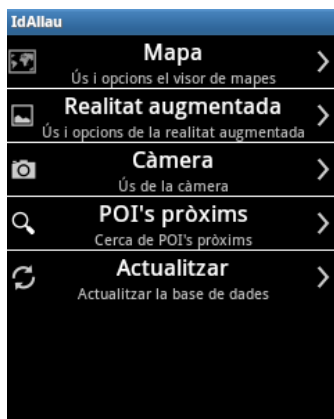 IdAllau
Mapa
Ús i opcions el visor de mapes
Realitat augmentada
Ús i opcions de la realitat augmentada
Càmera
Ús de la càmera
POI's pròxims
Cerca de POI's pròxims
Actualitzar
Actualitzar la base de dades